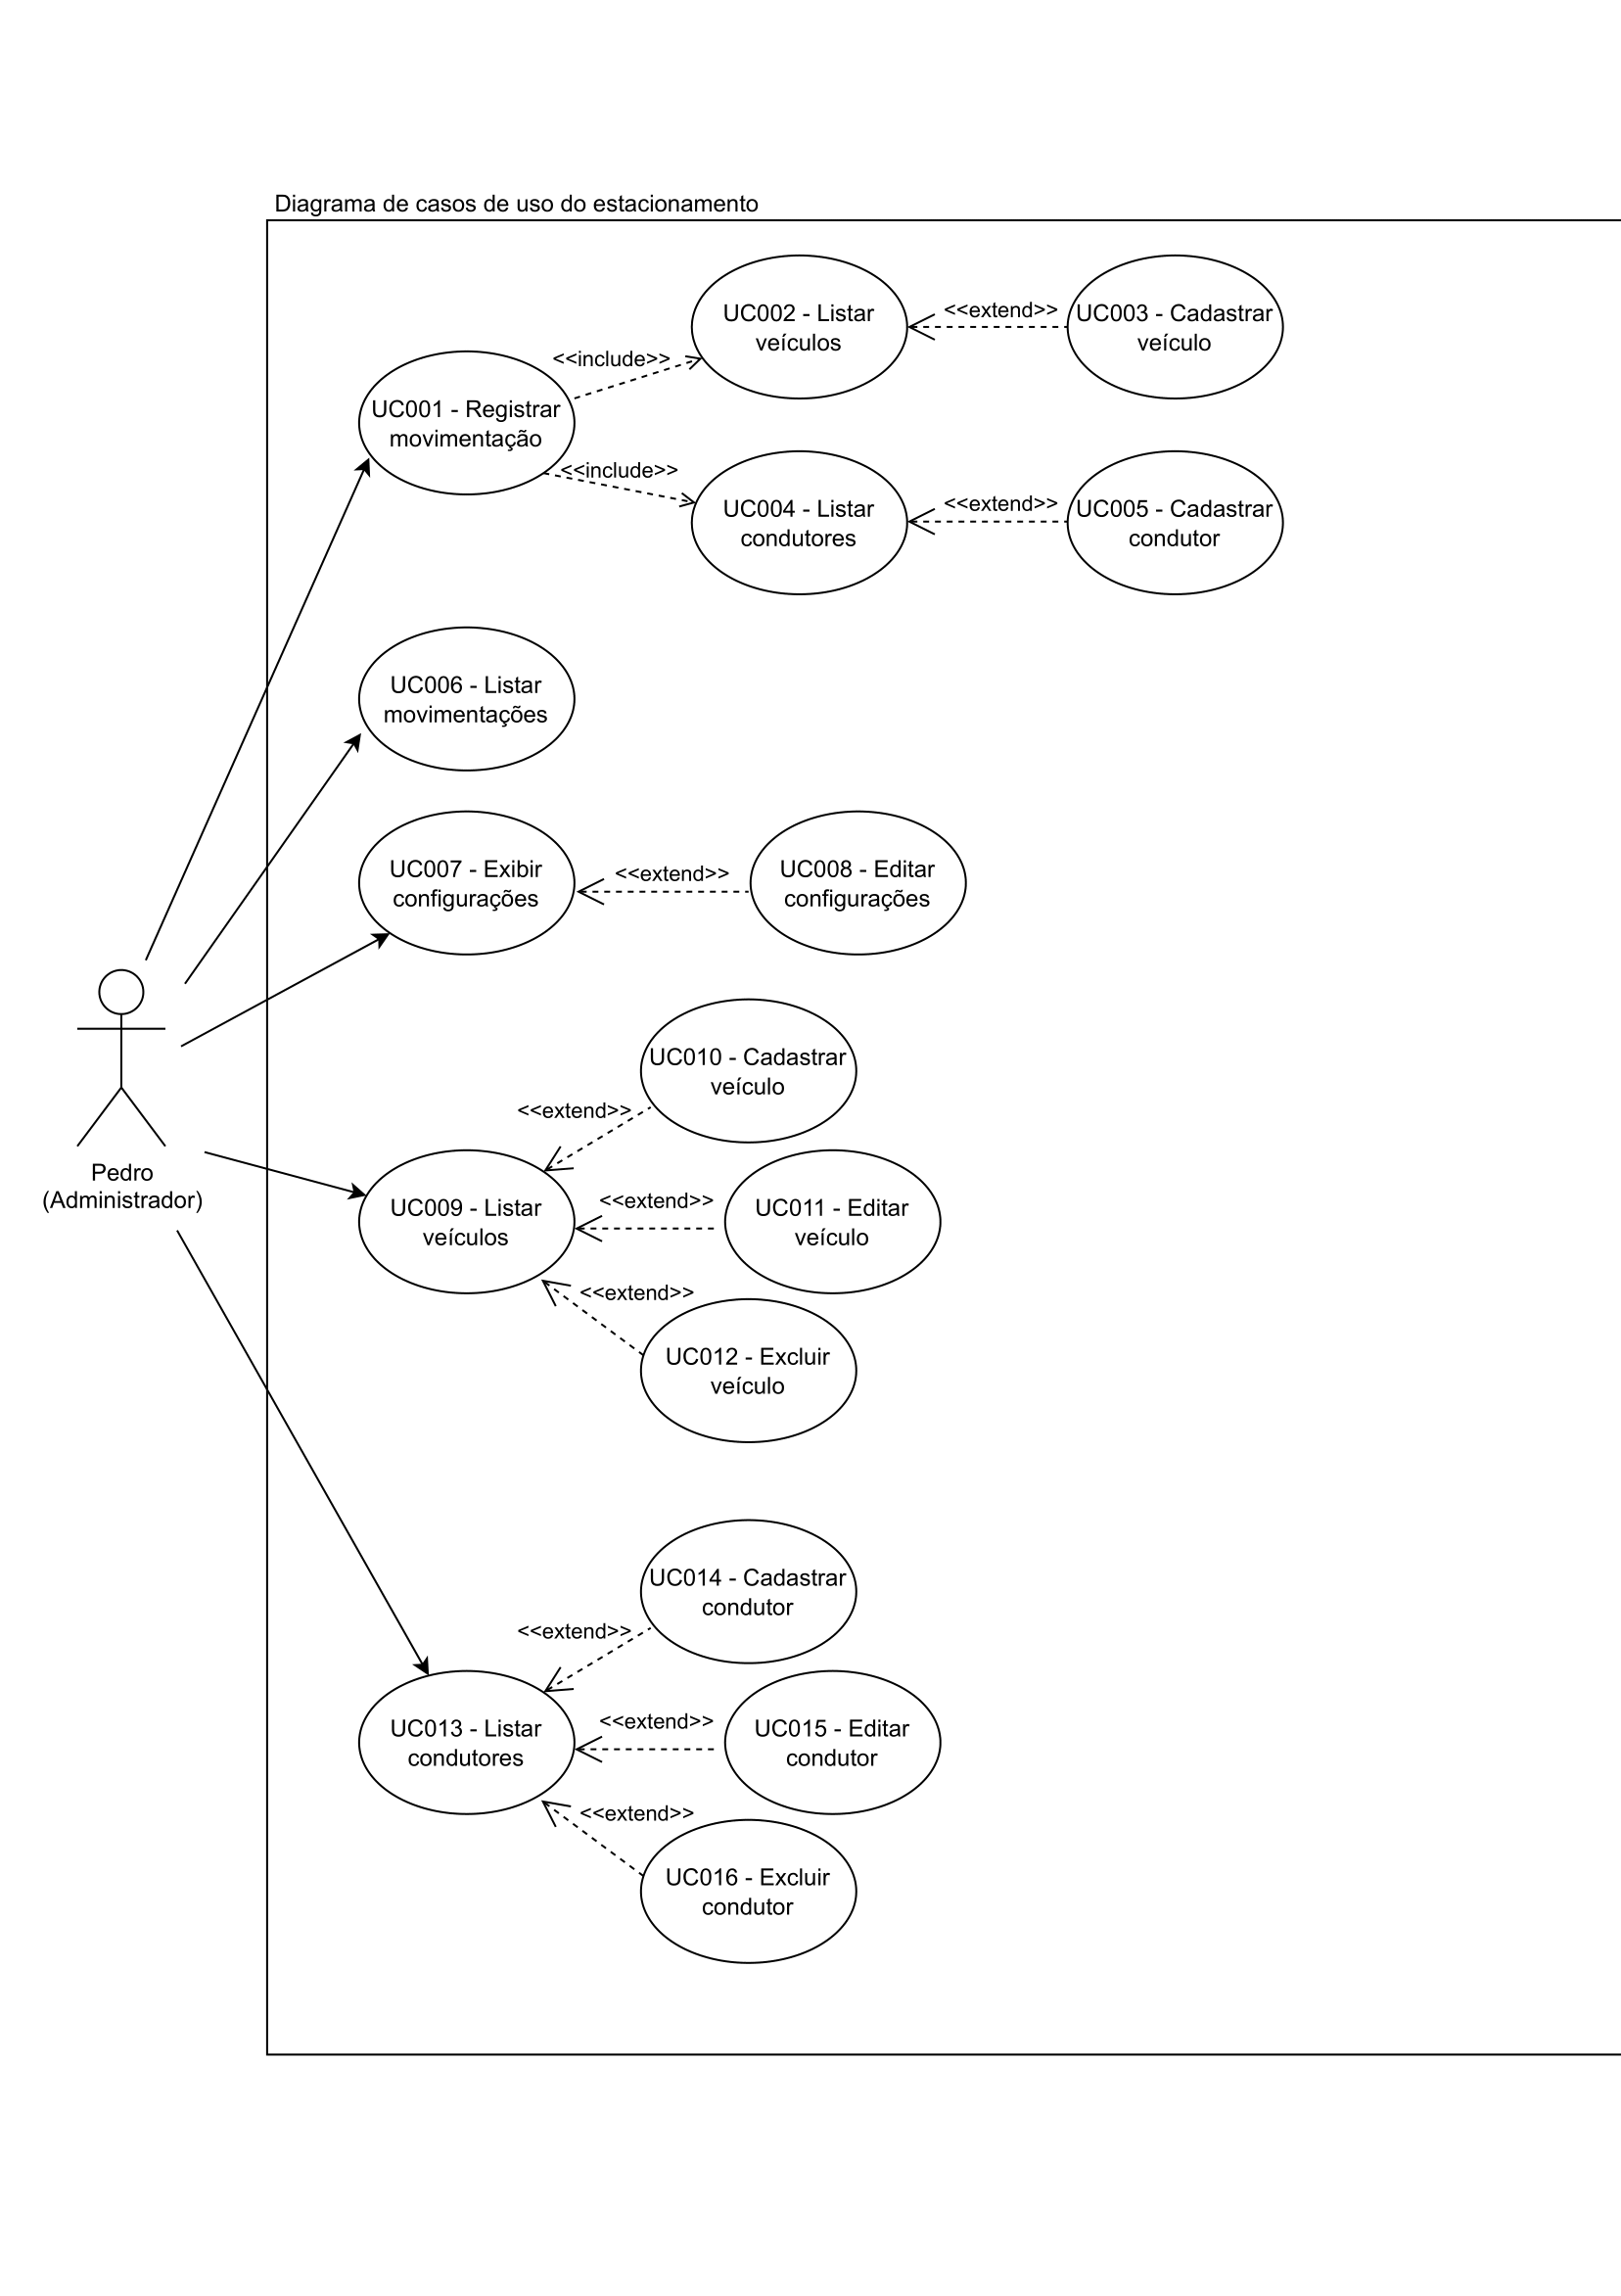 Diagrama de casos de uso do estacionamento
UC002 - Listar
veículos
<<extend>>
UC003 - Cadastrar
veículo
<<include>>
UC001 - Registrar
movimentação
<<include>>
UC004 - Listar
condutores
<<extend>>
UC005 - Cadastrar
condutor
UC006 - Listar
movimentações
UC007 - Exibir
configurações
<<extend>>
UC008 - Editar
configurações
Pedro
(Administrador)
UC010 - Cadastrar
veículo
<<extend>>
UC009 - Listar
veículos
<<extend>>
UC011 - Editar
veículo
<<extend>>
UC012 - Excluir
veículo
UC014 - Cadastrar
condutor
<<extend>>
UC013 - Listar
condutores
<<extend>>
UC015 - Editar
condutor
<<extend>>
UC016 - Excluir
condutor